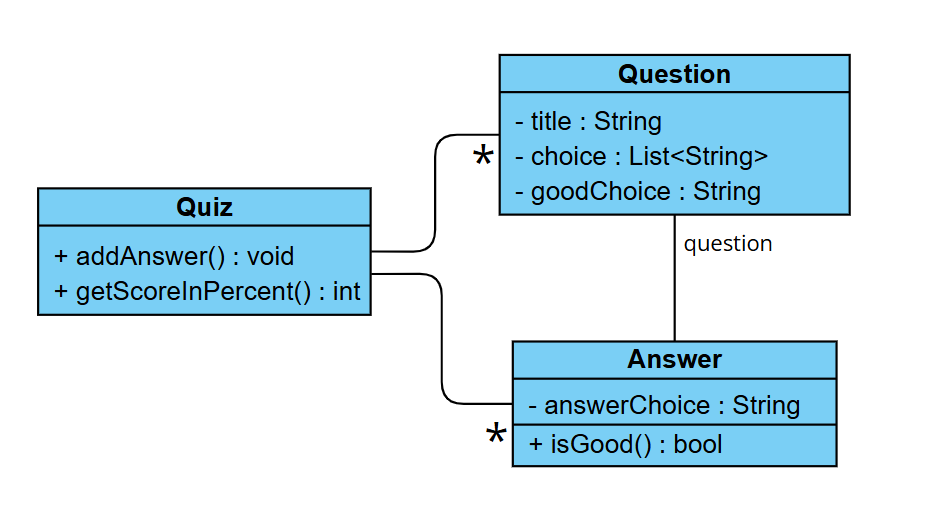 Question
- title : String
- choice : List<String>
- goodChoice : String
*
Quiz
+ addAnswer() : void
+ getScoreInPercent() : int
question
Answer
- answerChoice : String
+ isGood() : bool
*